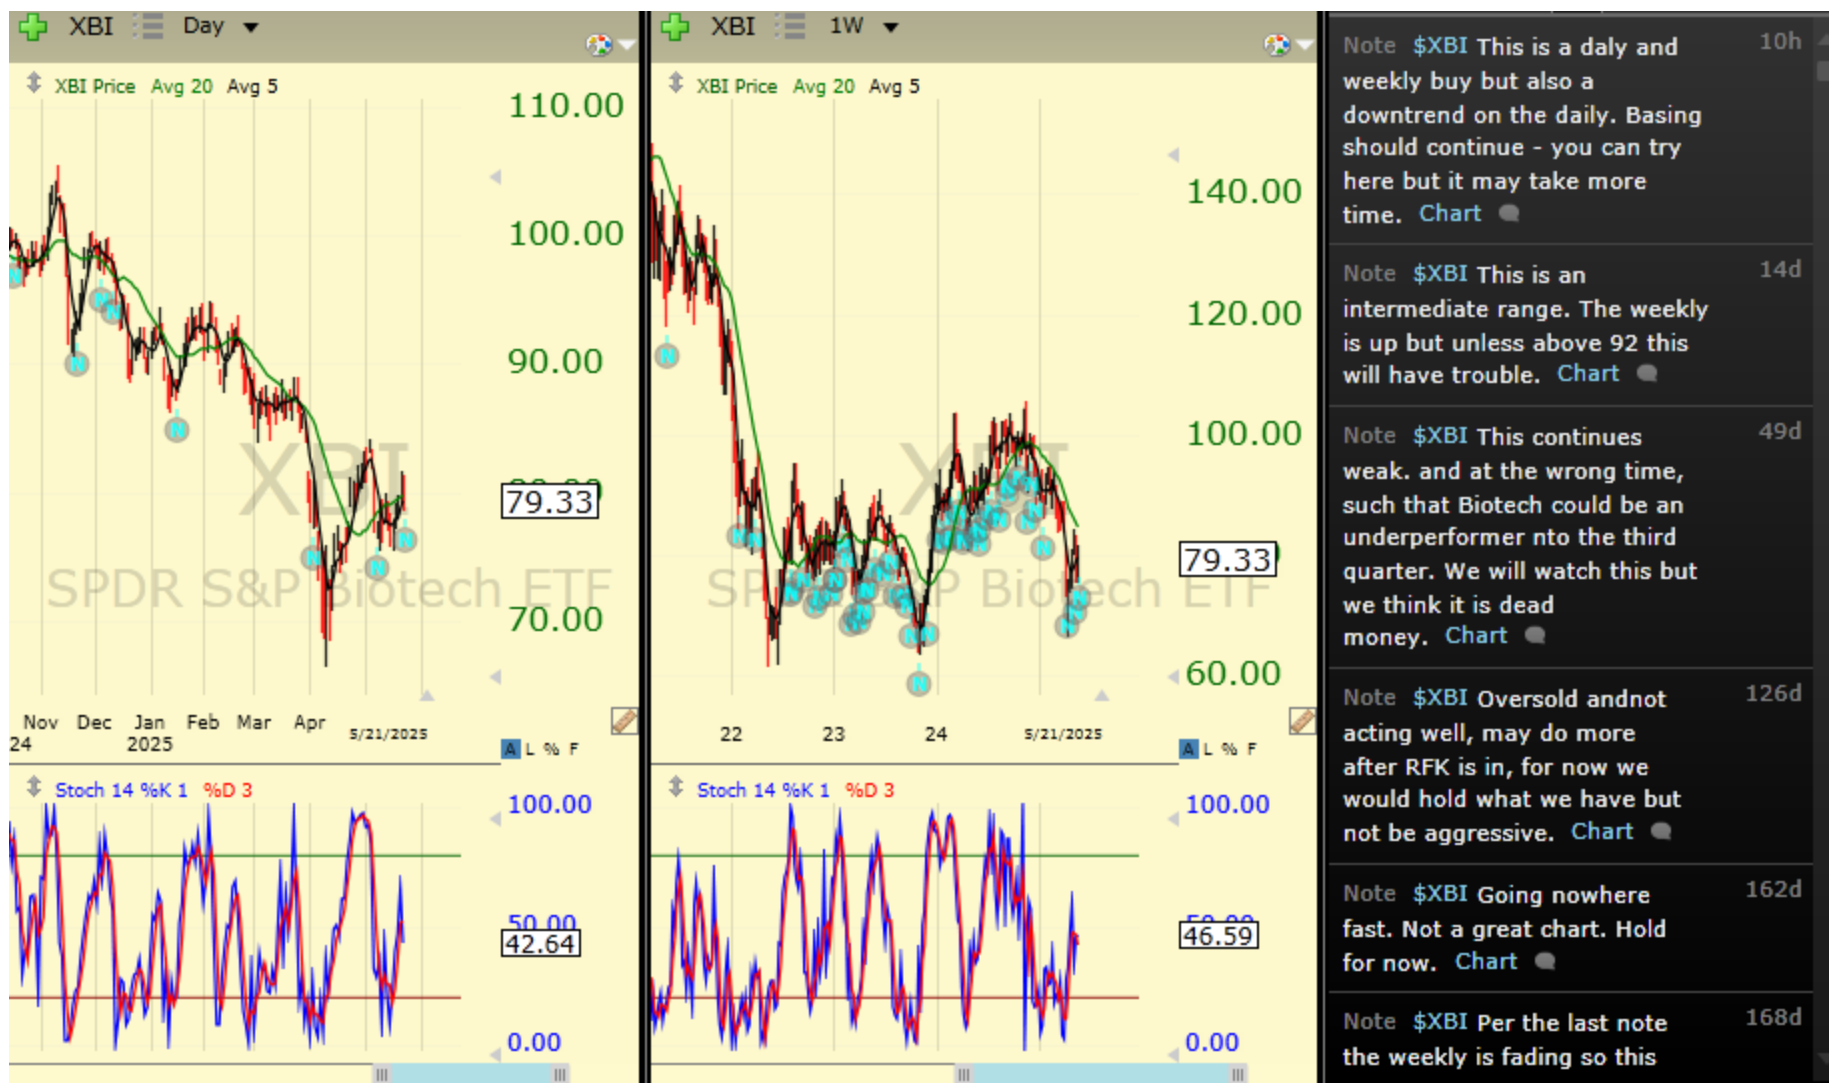 XBI Day
XBI Price Avg 20 Avg 5
110.00
100.00
90.00
79.33
70.00
XBI
SPDR S&P Biotech ETF
Nov Dec Jan Feb Mar Apr 5/21/2025
24 2025
A L % F
Stoch 14 %K 1 %D 3
100.00
50.00
42.64
0.00
XBI 1W
XBI Price Avg 20 Avg 5
140.00
120.00
100.00
79.33
60.00
XBI
SPDR S&P Biotech ETF
22 23 24 5/21/2025
A L % F
Stoch 14 %K 1 %D 3
100.00
50.00
46.59
0.00
Note $XBI This is a daly and 10h
weekly buy but also a
downtrend on the daily. Basing
should continue - you can try
here but it may take more
time. Chart
Note $XBI This is an 14d
intermediate range. The weekly
is up but unless above 92 this
will have trouble. Chart
Note $XBI This continues 49d
weak. and at the wrong time,
such that Biotech could be an
underperformer nto the third
quarter. We will watch this but
we think it is dead
money. Chart
Note $XBI Oversold andnot 126d
acting well, may do more
after RFK is in, for now we
would hold what we have but
not be aggressive. Chart
Note $XBI Going nowhere 162d
fast. Not a great chart. Hold
for now. Chart
Note $XBI Per the last note 168d
the weekly is fading so this